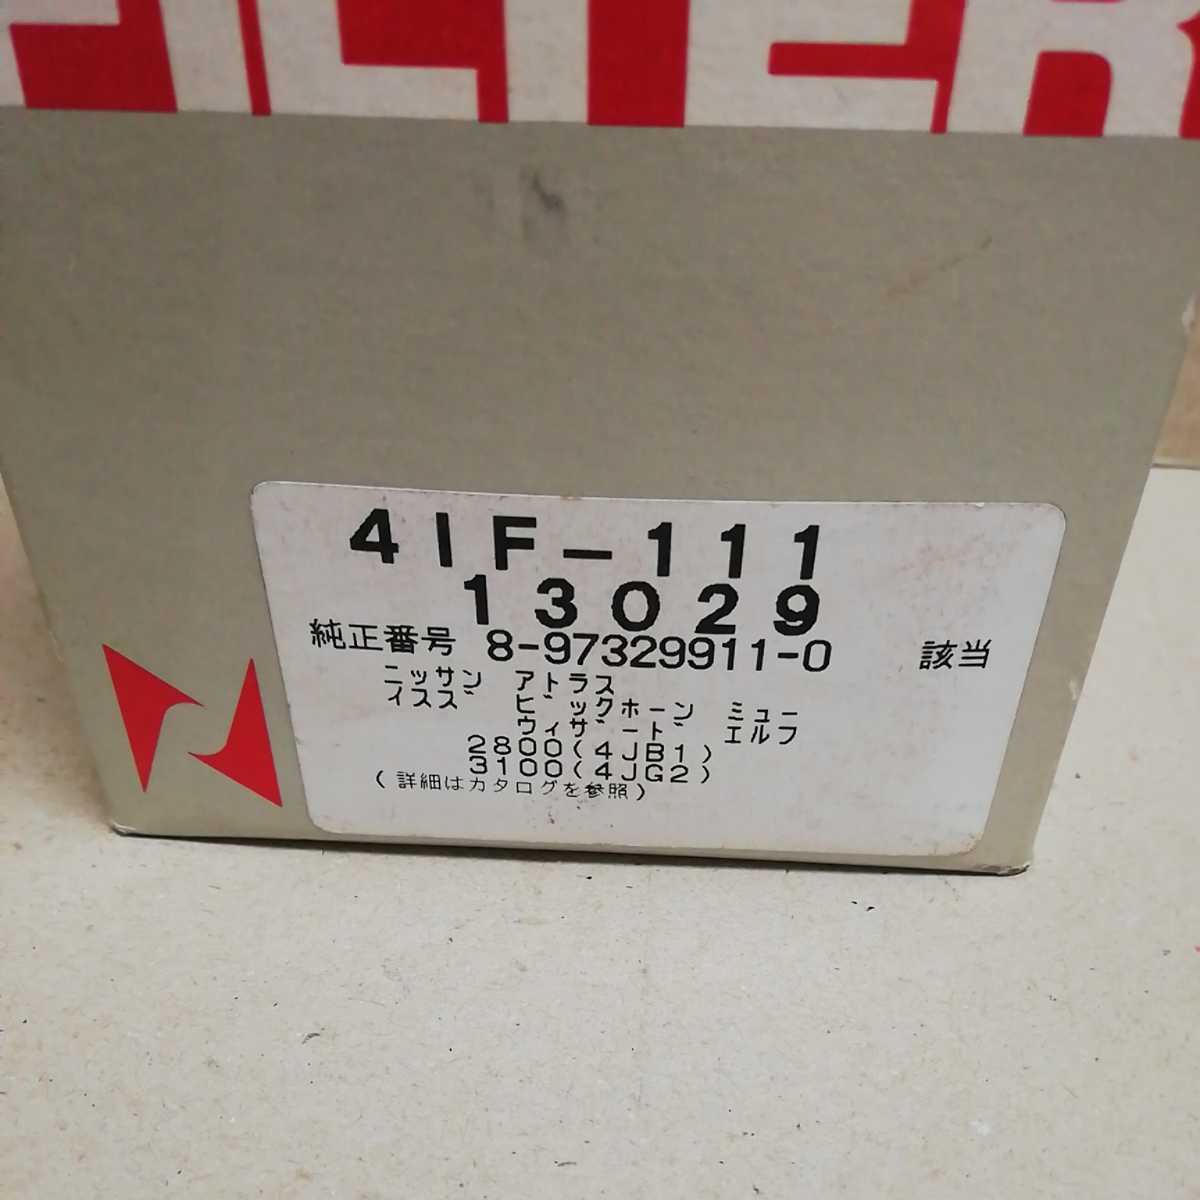 FILTER
41F-111
13029
純正番号 8-97329911-0 該当
ニッサン アトラス
イスズ ビックホーン ミュー
ウィザード エルフ
2800(4JB1)
3100(4JG2)
(詳細はカタログを参照)